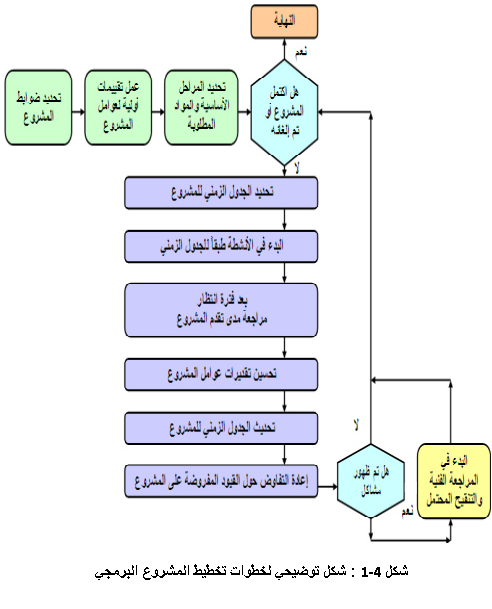 النهاية
نعم
تحديد ضوابط
المشروع
عمل تقييمات
أولية لعوامل
المشروع
تحديد المراحل
الأساسية والمواد
المطلوبة
هل اكتمل
المشروع أو
تم إلغائه
لا
تحديد الجدول الزمني للمشروع
البدء في الأنشطة طبقاً للجدول الزمني
بعد فترة انتظار
مراجعة مدى تقدم المشروع
تحسين تقديرات عوامل المشروع
تحديث الجدول الزمني للمشروع
إعادة التفاوض حول القيود المفروضة على المشروع
هل تم ظهور
مشاكل
لا
نعم
البدء في
المراجعة الفنية
والتنقيح المحتمل
شكل 4-1 : شكل توضيحي لخطوات تخطيط المشروع البرمجي